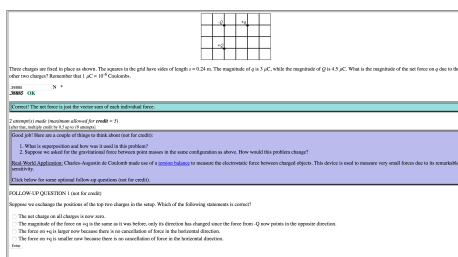 -Q
+q
+Q
Three charges are fixed in place as shown. The squares in the grid have sides of length s = 0.24 m. The magnitude of q is 3 μC, while the magnitude of Q is 4.5 μC. What is the magnitude of the net force on q due to the
other two charges? Remember that 1 μC = 10⁻⁶ Coulombs.
N *
OK
Correct! The net force is just the vector sum of each individual force.
2 attempt(s) made (maximum allowed for credit = 5)
[after that, multiply credit by 0.5 up to 10 attempts]
Good job! Here are a couple of things to think about (not for credit):
1. What is superposition and how was it used in this problem?
2. Suppose we asked for the gravitational force between point masses in the same configuration as above. How would this problem change?
Real-World Application: Charles-Augustin de Coulomb made use of a torsion balance to measure the electrostatic force between charged objects. This device is used to measure very small forces due to its remarkable
sensitivity.
Click below for some optional follow-up questions (not for credit).
FOLLOW-UP QUESTION 1 (not for credit)
Suppose we exchange the positions of the top two charges in the setup. Which of the following statements is correct?
The net charge on all charges is now zero.
The magnitude of the force on +q is the same as it was before, only its direction has changed since the force from -Q now points in the opposite direction.
The force on +q is larger now because there is no cancellation of force in the horizontal direction.
The force on +q is smaller now because there is no cancellation of force in the horizontal direction.
Enter